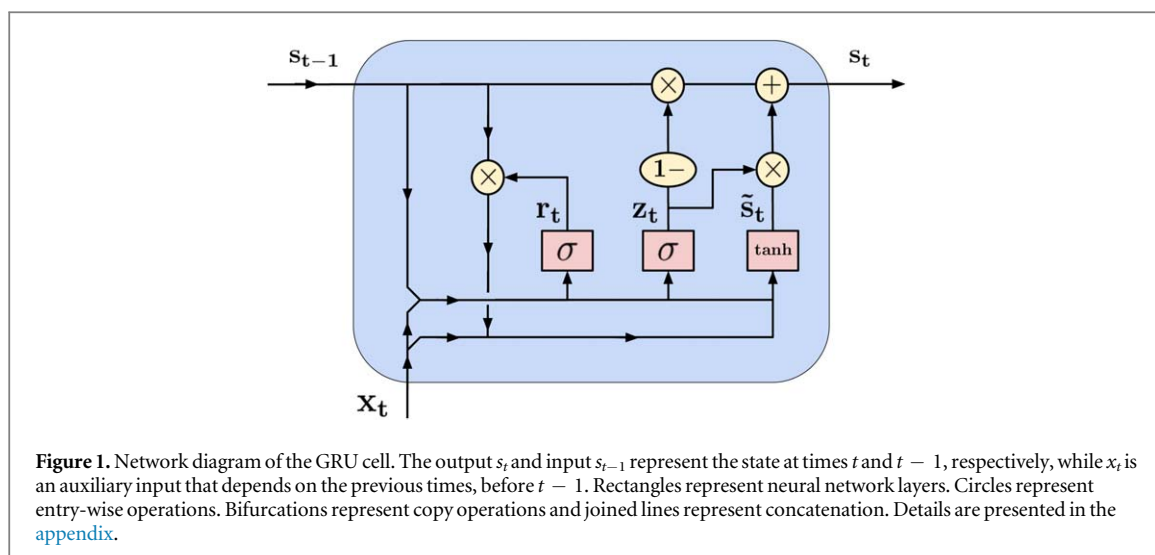 s_{t−1}
s_t
×
+
×
1−
×
r_t
z_t
s̃_t
σ
σ
tanh
x_t
Figure 1. Network diagram of the GRU cell. The output s_t and input s_{t−1} represent the state at times t and t − 1, respectively, while x_t is
an auxiliary input that depends on the previous times, before t − 1. Rectangles represent neural network layers. Circles represent
entry-wise operations. Bifurcations represent copy operations and joined lines represent concatenation. Details are presented in the
appendix.